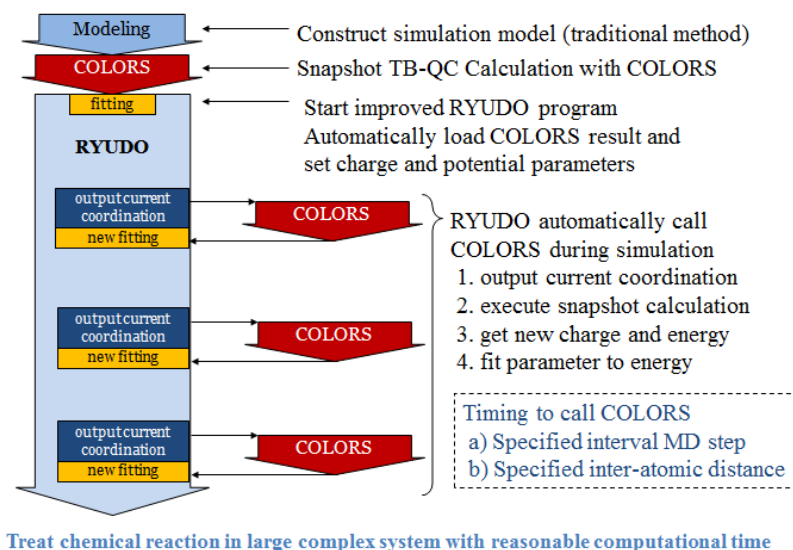 Modeling
Construct simulation model (traditional method)
COLORS
Snapshot TB-QC Calculation with COLORS
fitting
Start improved RYUDO program
Automatically load COLORS result and
set charge and potential parameters
RYUDO
output current
coordination
new fitting
COLORS
RYUDO automatically call
COLORS during simulation
1. output current coordination
2. execute snapshot calculation
3. get new charge and energy
4. fit parameter to energy
output current
coordination
new fitting
COLORS
Timing to call COLORS
a) Specified interval MD step
b) Specified inter-atomic distance
output current
coordination
new fitting
COLORS
Treat chemical reaction in large complex system with reasonable computational time